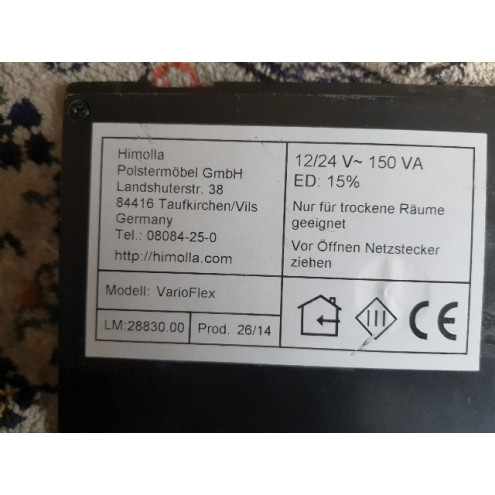 Himolla
Polstermöbel GmbH
Landshuterstr. 38
84416 Taufkirchen/Vils
Germany
Tel.: 08084-25-0
http://himolla.com
12/24 V~ 150 VA
ED: 15%
Nur für trockene Räume
geeignet
Vor Öffnen Netzstecker
ziehen
Modell: VarioFlex
LM:28830.00
Prod. 26/14
III
CE